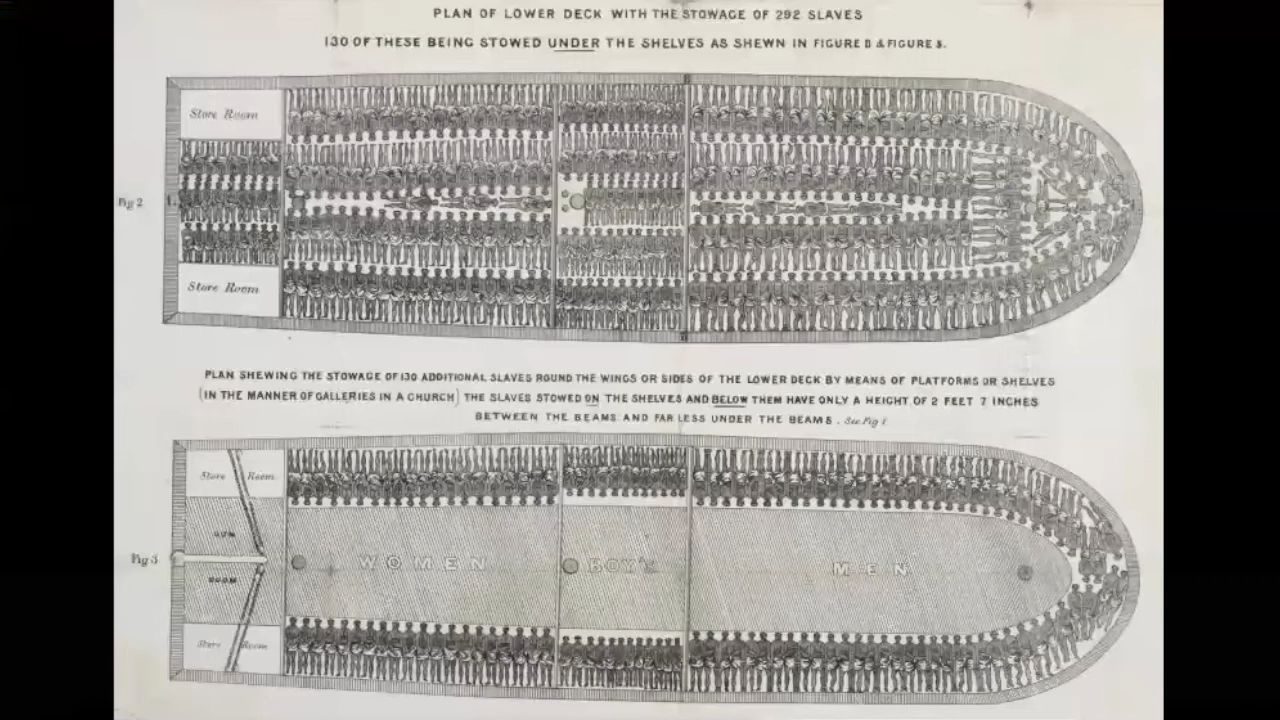 PLAN OF LOWER DECK WITH THE STOWAGE OF 292 SLAVES
130 OF THESE BEING STOWED UNDER THE SHELVES AS SHEWN IN FIGURE D & FIGURE 3.
Store Room
Fig 2
Store Room
PLAN SHEWING THE STOWAGE OF 130 ADDITIONAL SLAVES ROUND THE WINGS OR SIDES OF THE LOWER DECK BY MEANS OF PLATFORMS OR SHELVES
(IN THE MANNER OF GALLERIES IN A CHURCH) THE SLAVES STOWED ON THE SHELVES AND BELOW THEM HAVE ONLY A HEIGHT OF 2 FEET 7 INCHES
BETWEEN THE BEAMS AND FAR LESS UNDER THE BEAMS. See Fig 1
Store Room
GUN
Fig 3
WOMEN BOY'S MEN
ROOM
Store Room